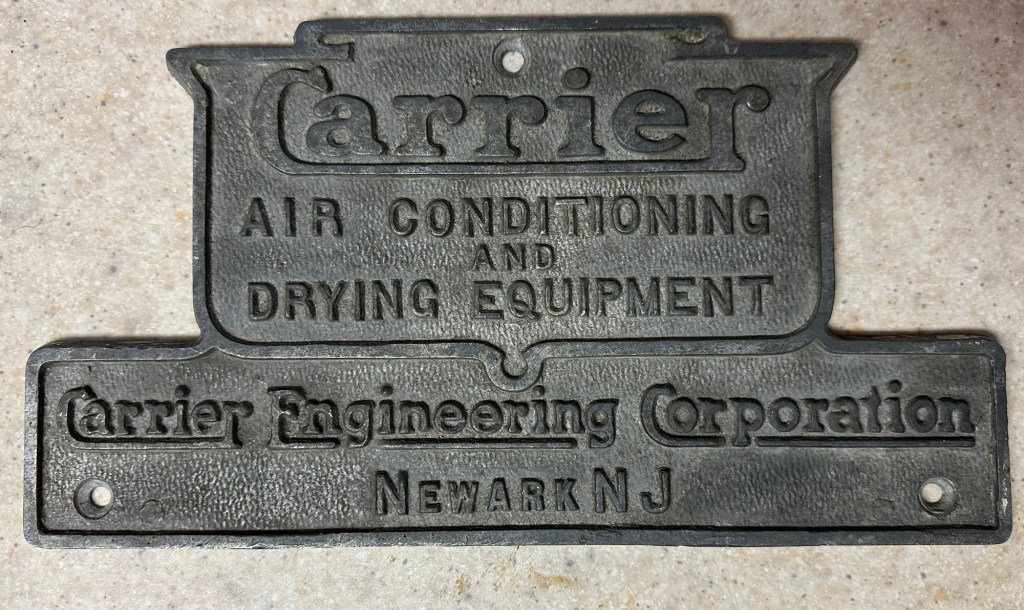 Carrier
AIR CONDITIONING
AND
DRYING EQUIPMENT
Carrier Engineering Corporation
NEWARK NJ